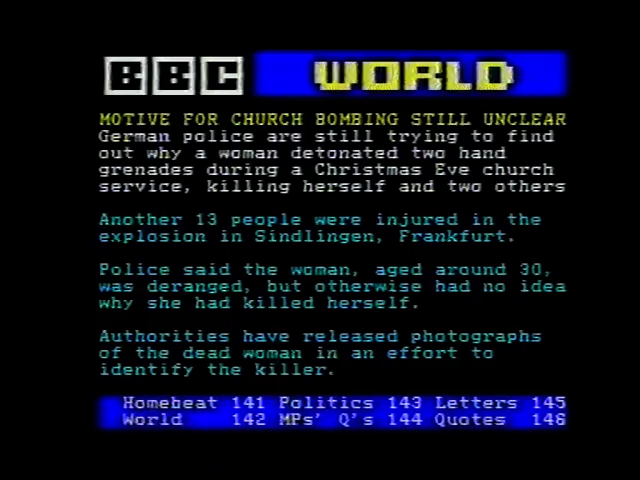 BBC WORLD
MOTIVE FOR CHURCH BOMBING STILL UNCLEAR
German police are still trying to find
out why a woman detonated two hand
grenades during a Christmas Eve church
service, killing herself and two others
Another 13 people were injured in the
explosion in Sindlingen, Frankfurt.
Police said the woman, aged around 30,
was deranged, but otherwise had no idea
why she had killed herself.
Authorities have released photographs
of the dead woman in an effort to
identify the killer.
Homebeat 141 Politics 143 Letters 145
World 142 MPs' Q's 144 Quotes 146